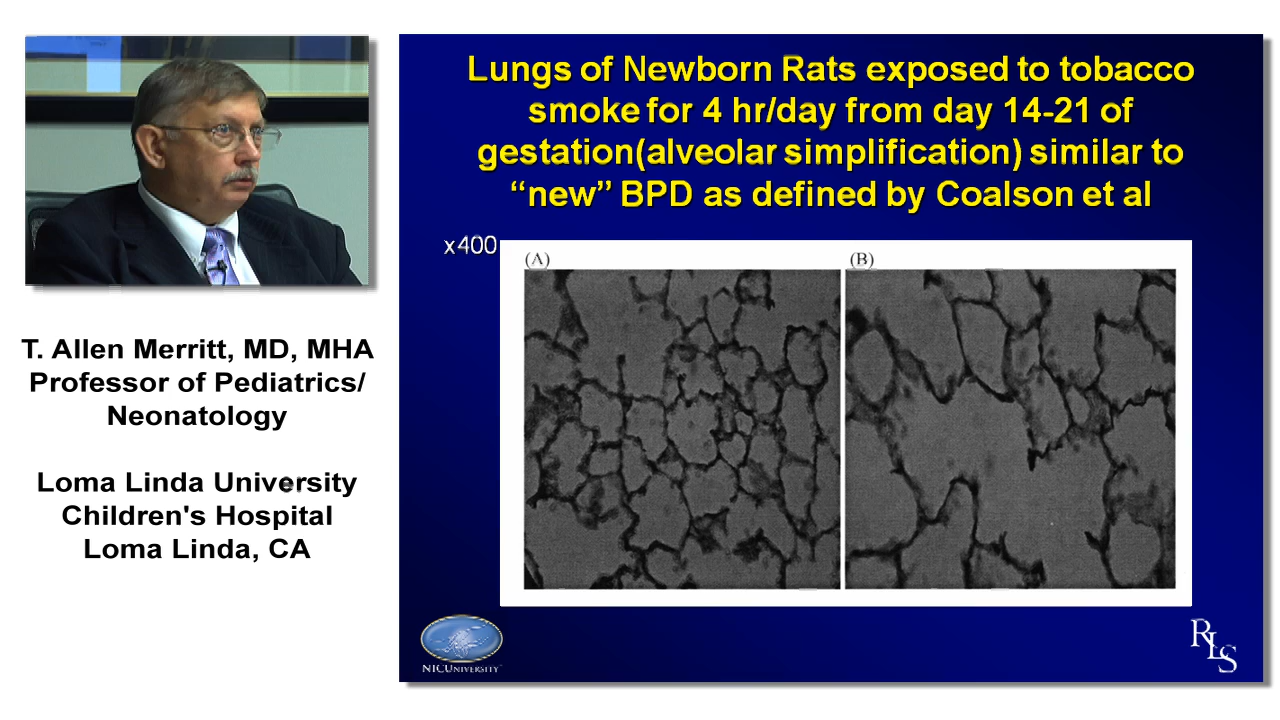 Lungs of Newborn Rats exposed to tobacco
smoke for 4 hr/day from day 14-21 of
gestation(alveolar simplification) similar to
“new” BPD as defined by Coalson et al
x400
(A)
(B)
T. Allen Merritt, MD, MHA
Professor of Pediatrics/
Neonatology
Loma Linda University
Children's Hospital
Loma Linda, CA
NICUNIVERSITY
RLS